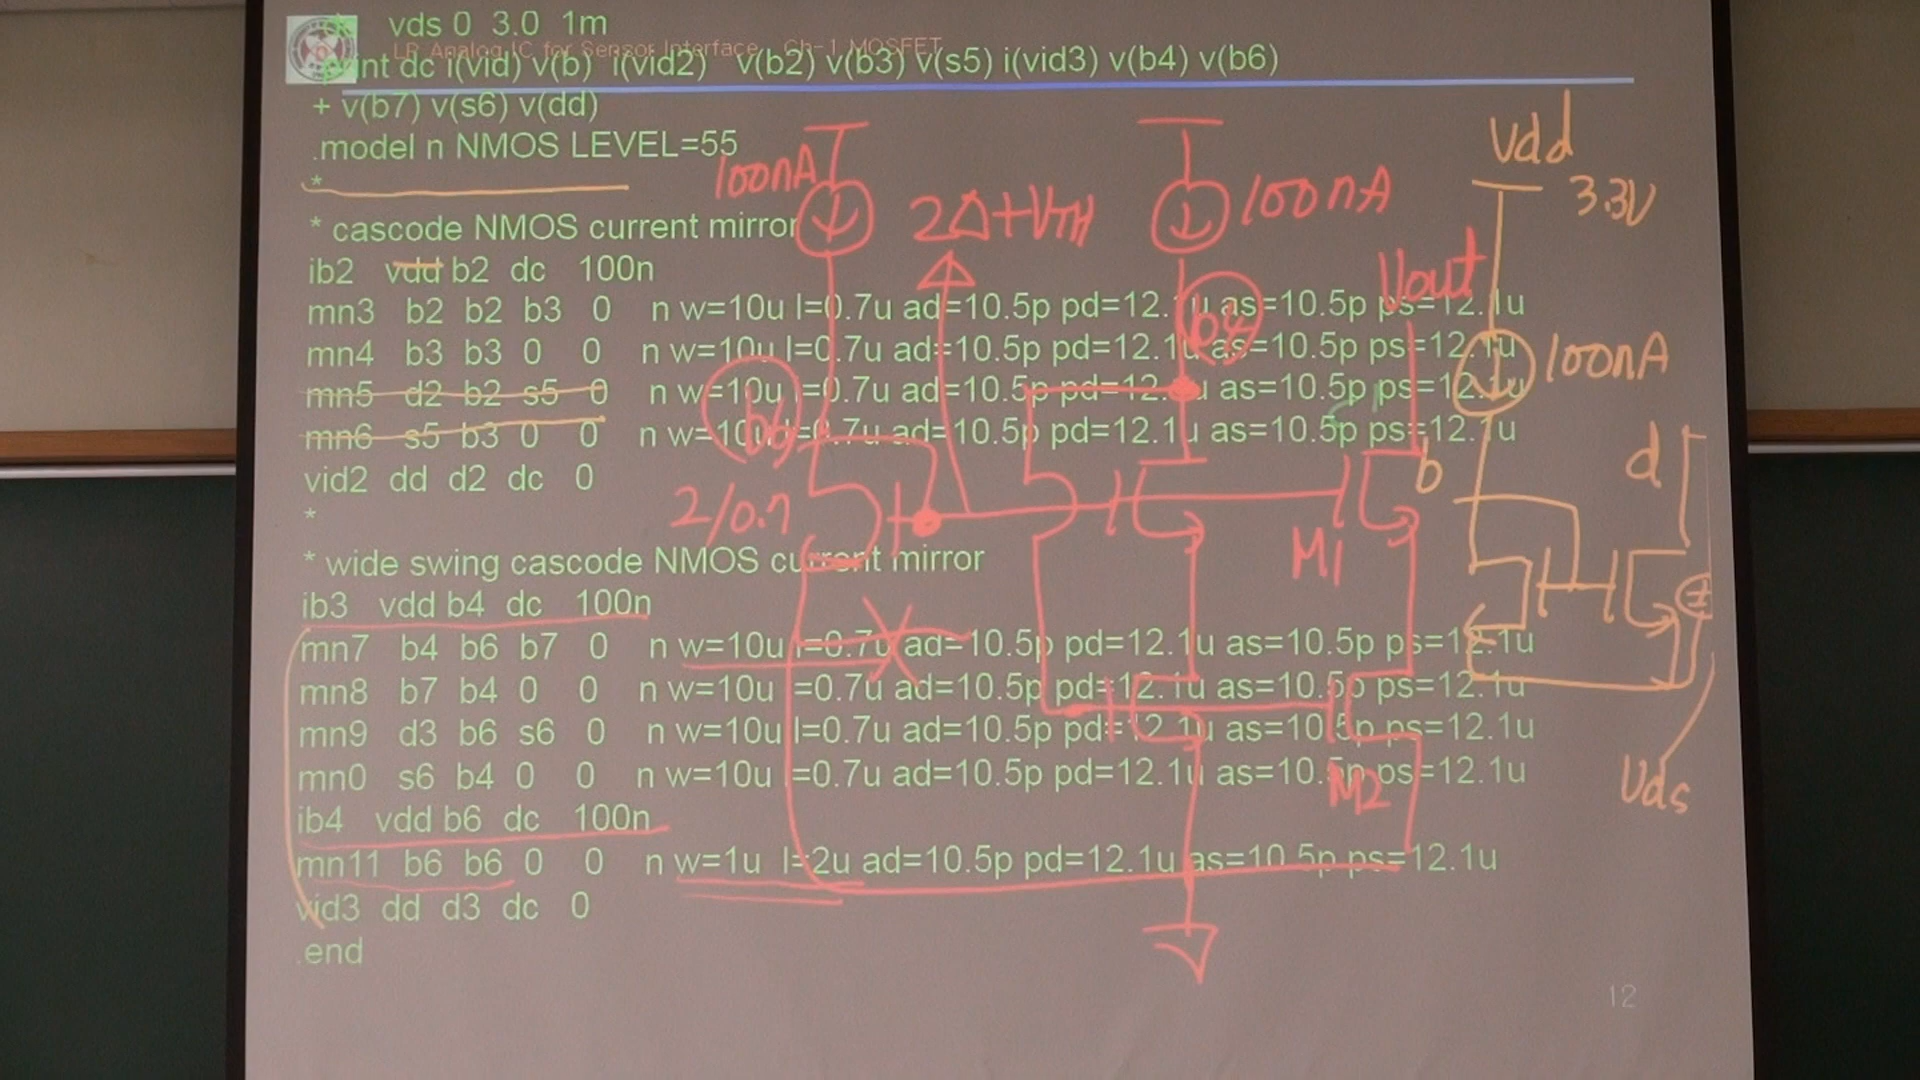 vds 0 3.0 1m
LP Analog IC for Sensor Interface Ch-1 MOSFET
print dc i(vid) v(b) i(vid2) v(b2) v(b3) v(s5) i(vid3) v(b4) v(b6)
+ v(b7) v(s6) v(dd)
.model n NMOS LEVEL=55
*
* cascode NMOS current mirror
ib2 vdd b2 dc 100n
mn3 b2 b2 b3 0 n w=10u l=0.7u ad=10.5p pd=12.1u as=10.5p ps=12.1u
mn4 b3 b3 0 0 n w=10u l=0.7u ad=10.5p pd=12.1u as=10.5p ps=12.1u
mn5 d2 b2 s5 0 n w=10u l=0.7u ad=10.5p pd=12.1u as=10.5p ps=12.1u
mn6 s5 b3 0 0 n w=10u l=0.7u ad=10.5p pd=12.1u as=10.5p ps=12.1u
vid2 dd d2 dc 0
*
* wide swing cascode NMOS current mirror
ib3 vdd b4 dc 100n
mn7 b4 b6 b7 0 n w=10u l=0.7u ad=10.5p pd=12.1u as=10.5p ps=12.1u
mn8 b7 b4 0 0 n w=10u l=0.7u ad=10.5p pd=12.1u as=10.5p ps=12.1u
mn9 d3 b6 s6 0 n w=10u l=0.7u ad=10.5p pd=12.1u as=10.5p ps=12.1u
mn0 s6 b4 0 0 n w=10u l=0.7u ad=10.5p pd=12.1u as=10.5p ps=12.1u
ib4 vdd b6 dc 100n
mn11 b6 b6 0 0 n w=1u l=2u ad=10.5p pd=12.1u as=10.5p ps=12.1u
vid3 dd d3 dc 0
.end
12
100nA
2Δ+VTH
100nA
Vout
b4
b6
2/0.7
M1
M2
Vdd
3.3V
100nA
b
d
Vds